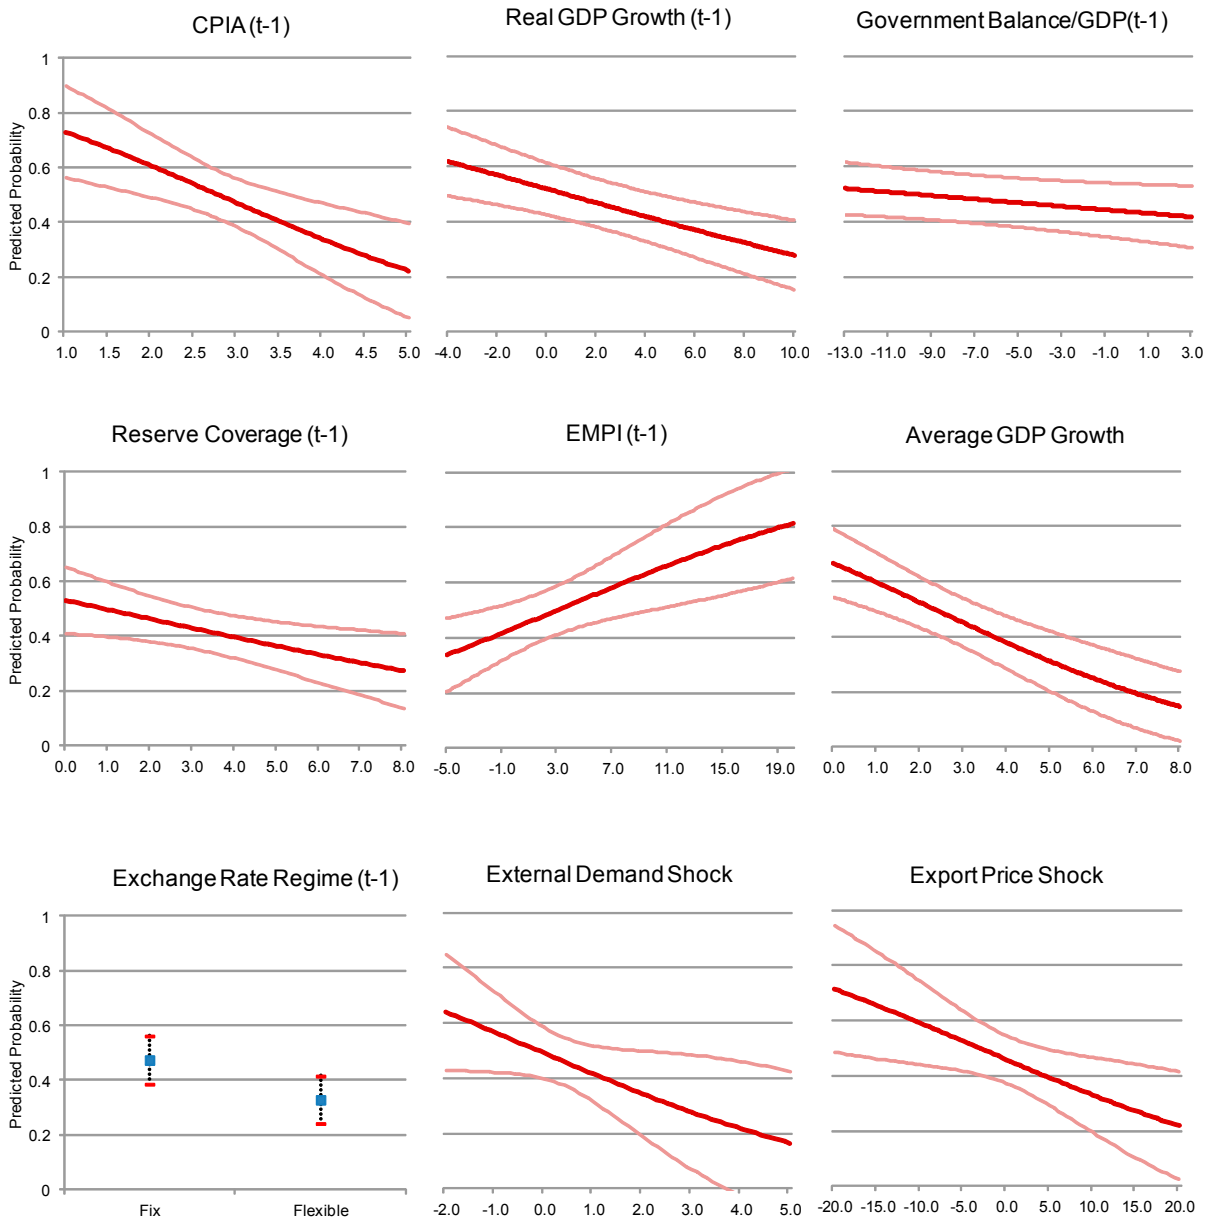 CPIA (t-1)
Real GDP Growth (t-1)
Government Balance/GDP(t-1)
Predicted Probability
1
0.8
0.6
0.4
0.2
0
1.0 1.5 2.0 2.5 3.0 3.5 4.0 4.5 5.0
-4.0 -2.0 0.0 2.0 4.0 6.0 8.0 10.0
-13.0 -11.0 -9.0 -7.0 -5.0 -3.0 -1.0 1.0 3.0
Reserve Coverage (t-1)
EMPI (t-1)
Average GDP Growth
Predicted Probability
1
0.8
0.6
0.4
0.2
0
0.0 1.0 2.0 3.0 4.0 5.0 6.0 7.0 8.0
-5.0 -1.0 3.0 7.0 11.0 15.0 19.0
0.0 1.0 2.0 3.0 4.0 5.0 6.0 7.0 8.0
Exchange Rate Regime (t-1)
External Demand Shock
Export Price Shock
Predicted Probability
1
0.8
0.6
0.4
0.2
0
Fix Flexible
-2.0 -1.0 0.0 1.0 2.0 3.0 4.0 5.0
-20.0 -15.0 -10.0 -5.0 0.0 5.0 10.0 15.0 20.0